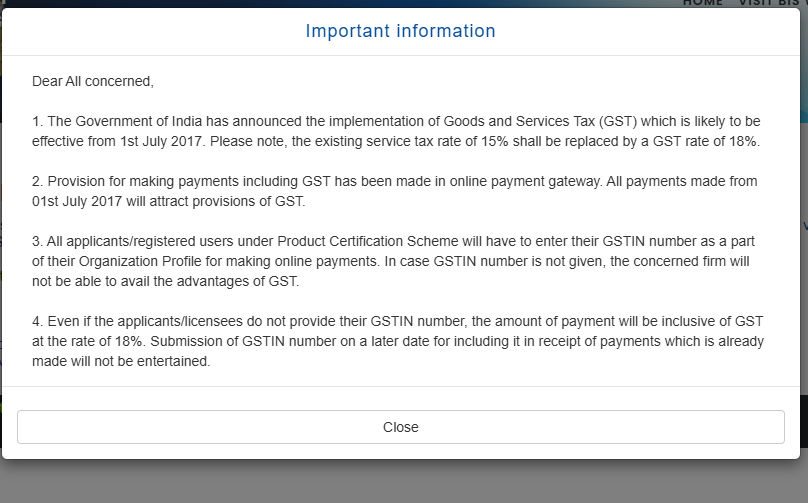 HOME VISIT BIS
Important information
Dear All concerned,
1. The Government of India has announced the implementation of Goods and Services Tax (GST) which is likely to be
effective from 1st July 2017. Please note, the existing service tax rate of 15% shall be replaced by a GST rate of 18%.
2. Provision for making payments including GST has been made in online payment gateway. All payments made from
01st July 2017 will attract provisions of GST.
3. All applicants/registered users under Product Certification Scheme will have to enter their GSTIN number as a part
of their Organization Profile for making online payments. In case GSTIN number is not given, the concerned firm will
not be able to avail the advantages of GST.
4. Even if the applicants/licensees do not provide their GSTIN number, the amount of payment will be inclusive of GST
at the rate of 18%. Submission of GSTIN number on a later date for including it in receipt of payments which is already
made will not be entertained.
Close